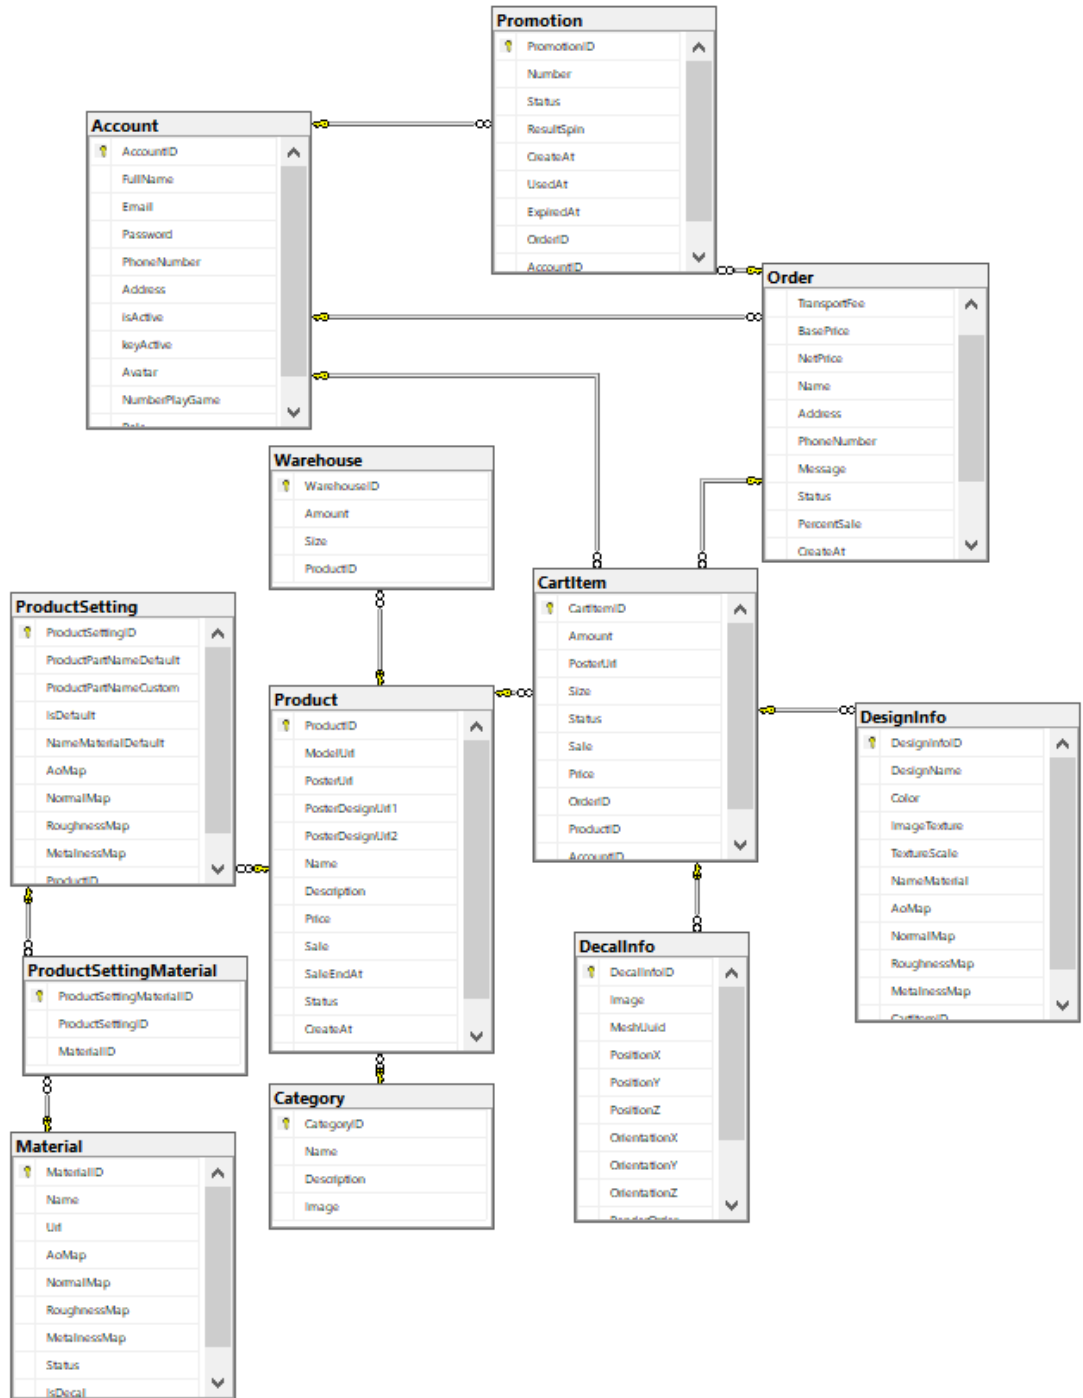 Promotion
PromotionID
Number
Status
ResultSpin
CreateAt
UsedAt
ExpiredAt
OrderID
AccountID
Account
AccountID
FullName
Email
Password
PhoneNumber
Address
isActive
keyActive
Avatar
NumberPlayGame
Order
TransportFee
BasePrice
NetPrice
Name
Address
PhoneNumber
Message
Status
PercentSale
CreateAt
Warehouse
WarehouseID
Amount
Size
ProductID
CartItem
CartItemID
Amount
PosterUrl
Size
Status
Sale
Price
OrderID
ProductID
AccountID
ProductSetting
ProductSettingID
ProductPartNameDefault
ProductPartNameCustom
IsDefault
NameMaterialDefault
AoMap
NormalMap
RoughnessMap
MetalnessMap
ProductID
Product
ProductID
ModelUrl
PosterUrl
PosterDesignUrl1
PosterDesignUrl2
Name
Description
Price
Sale
SaleEndAt
Status
CreateAt
DesignInfo
DesignInfoID
DesignName
Color
ImageTexture
TextureScale
NameMaterial
AoMap
NormalMap
RoughnessMap
MetalnessMap
CartItemID
DecalInfo
DecalInfoID
Image
MeshUuid
PositionX
PositionY
PositionZ
OrientationX
OrientationY
OrientationZ
RenderOrder
ProductSettingMaterial
ProductSettingMaterialID
ProductSettingID
MaterialID
Category
CategoryID
Name
Description
Image
Material
MaterialID
Name
Url
AoMap
NormalMap
RoughnessMap
MetalnessMap
Status
IsDecal